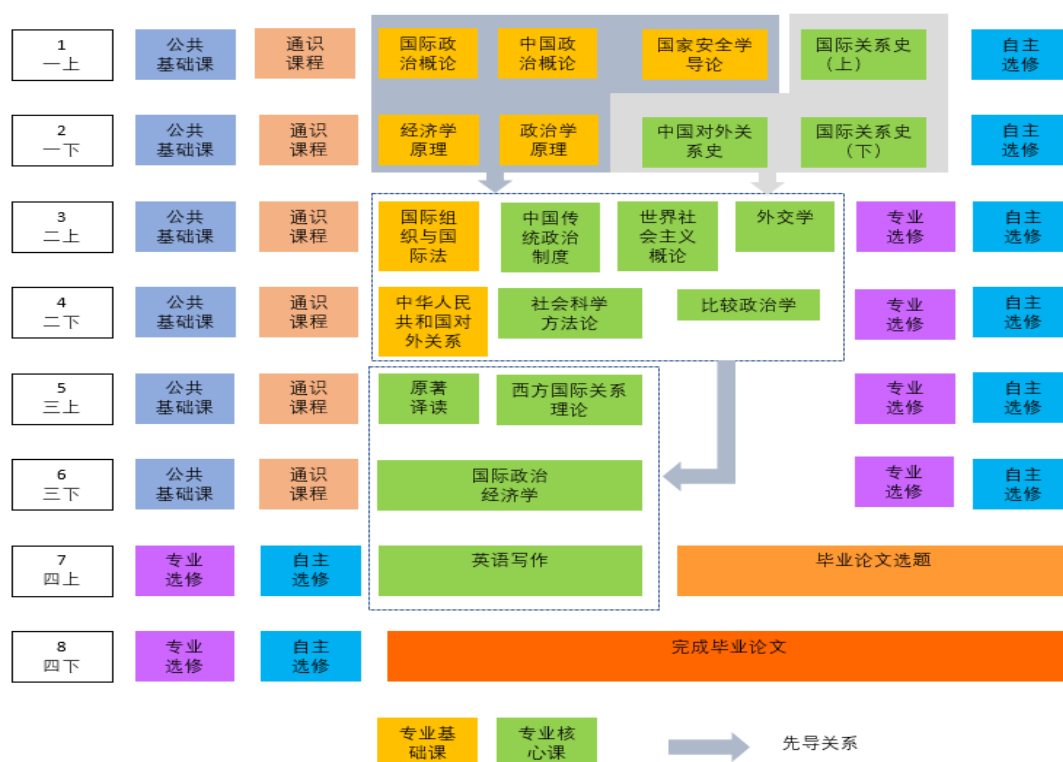 1
一上
公共
基础课
通识
课程
国际政
治概论
中国政
治概论
国家安全学
导论
国际关系史
（上）
自主
选修
2
一下
公共
基础课
通识
课程
经济学
原理
政治学
原理
中国对外关
系史
国际关系史
（下）
自主
选修
3
二上
公共
基础课
通识
课程
国际组
织与国
际法
中国传
统政治
制度
世界社
会主义
概论
外交学
专业
选修
自主
选修
4
二下
公共
基础课
通识
课程
中华人民
共和国对
外关系
社会科学
方法论
比较政治学
专业
选修
自主
选修
5
三上
公共
基础课
通识
课程
原著
译读
西方国际关系
理论
专业
选修
自主
选修
6
三下
公共
基础课
通识
课程
国际政治
经济学
专业
选修
自主
选修
7
四上
专业
选修
自主
选修
英语写作
毕业论文选题
8
四下
专业
选修
自主
选修
完成毕业论文
专业基
础课
专业核
心课
先导关系